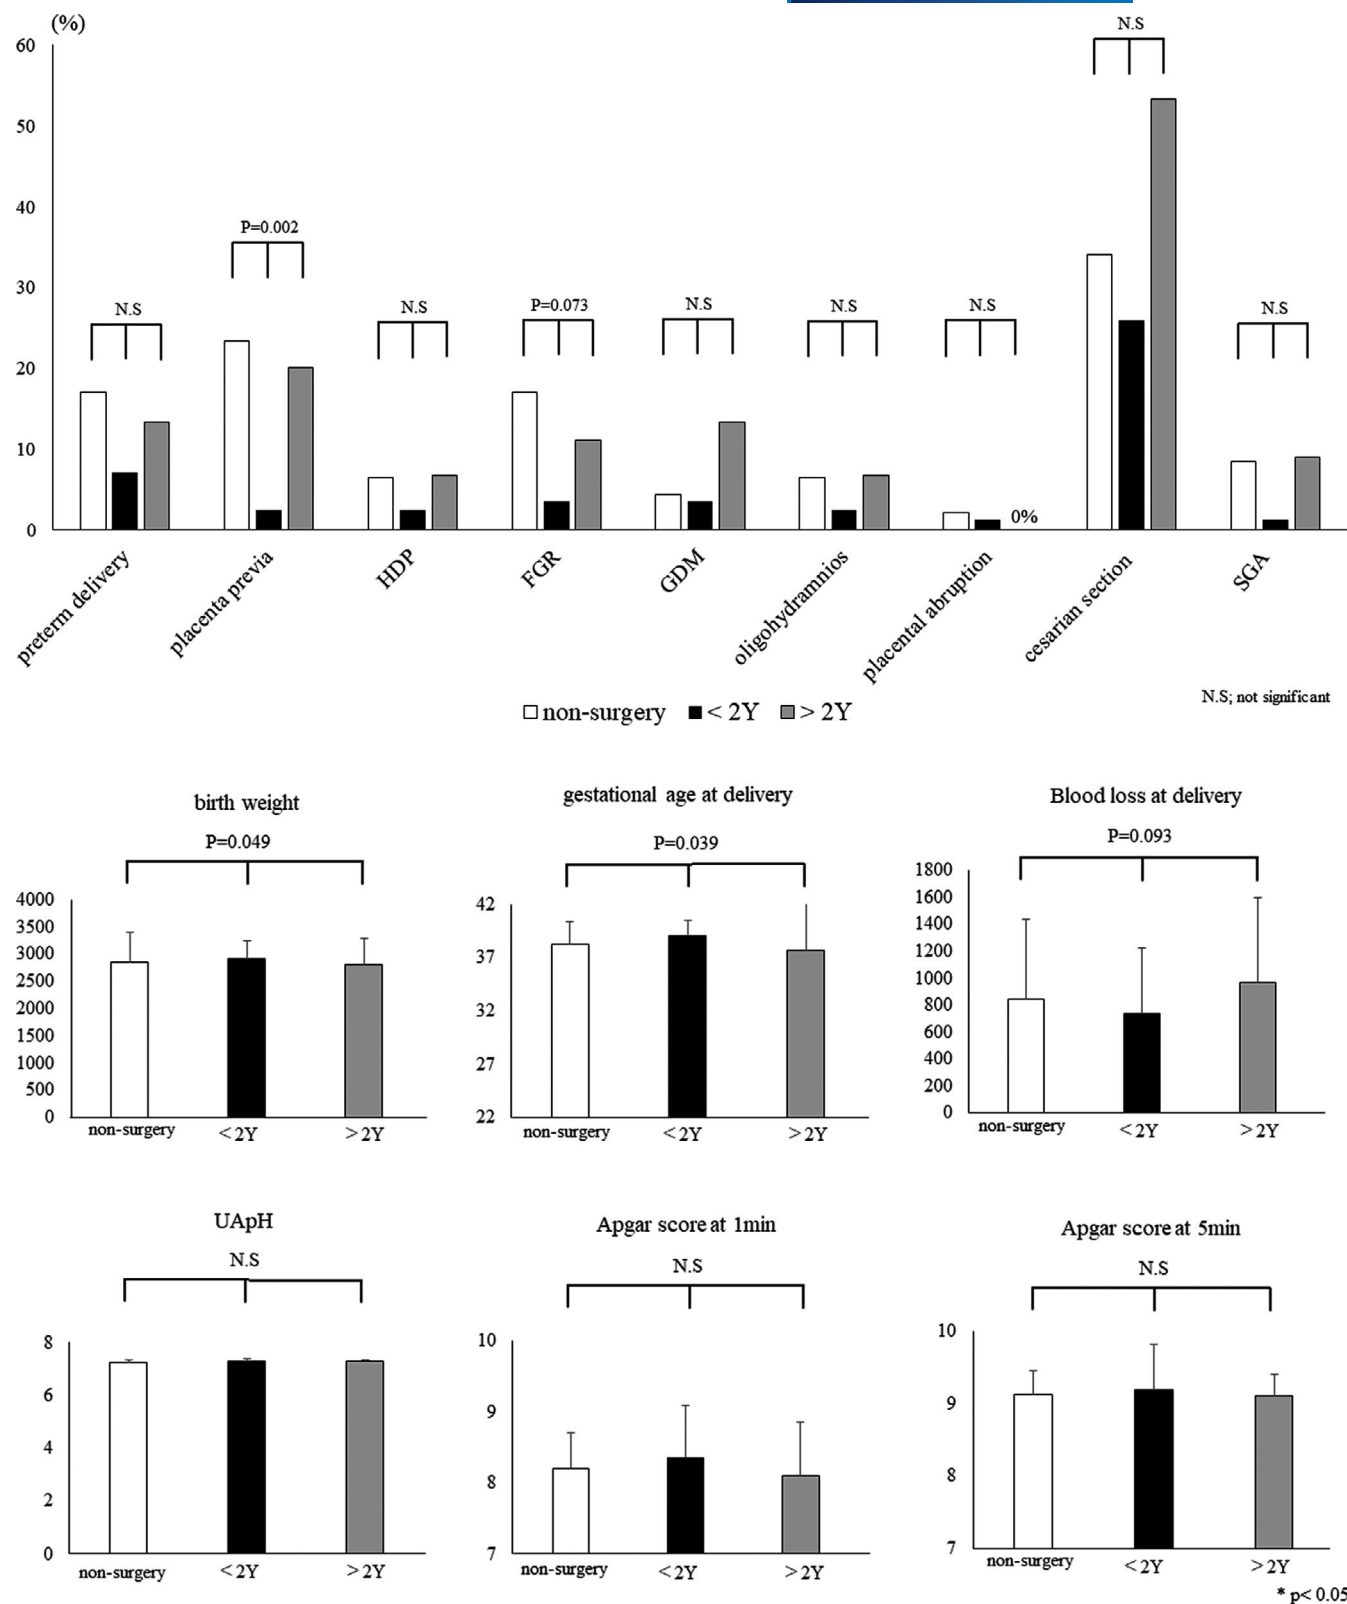 (%)
60
50
40
30
20
10
0
N.S
P=0.002
N.S
P=0.073
N.S
N.S
N.S
N.S
N.S
0%
preterm delivery
placenta previa
HDP
FGR
GDM
oligohydramnios
placental abruption
cesarian section
SGA
N.S; not significant
non-surgery < 2Y > 2Y
birth weight
P=0.049
4000
3500
3000
2500
2000
1500
1000
500
0
non-surgery <2Y >2Y
gestational age at delivery
P=0.039
42
37
32
27
22
non-surgery <2Y >2Y
Blood loss at delivery
P=0.093
1800
1600
1400
1200
1000
800
600
400
200
0
non-surgery <2Y >2Y
UApH
N.S
8
6
4
2
0
non-surgery <2Y >2Y
Apgar score at 1min
N.S
10
9
8
7
non-surgery <2Y >2Y
Apgar score at 5min
N.S
10
9
8
7
non-surgery <2Y >2Y
* p< 0.05